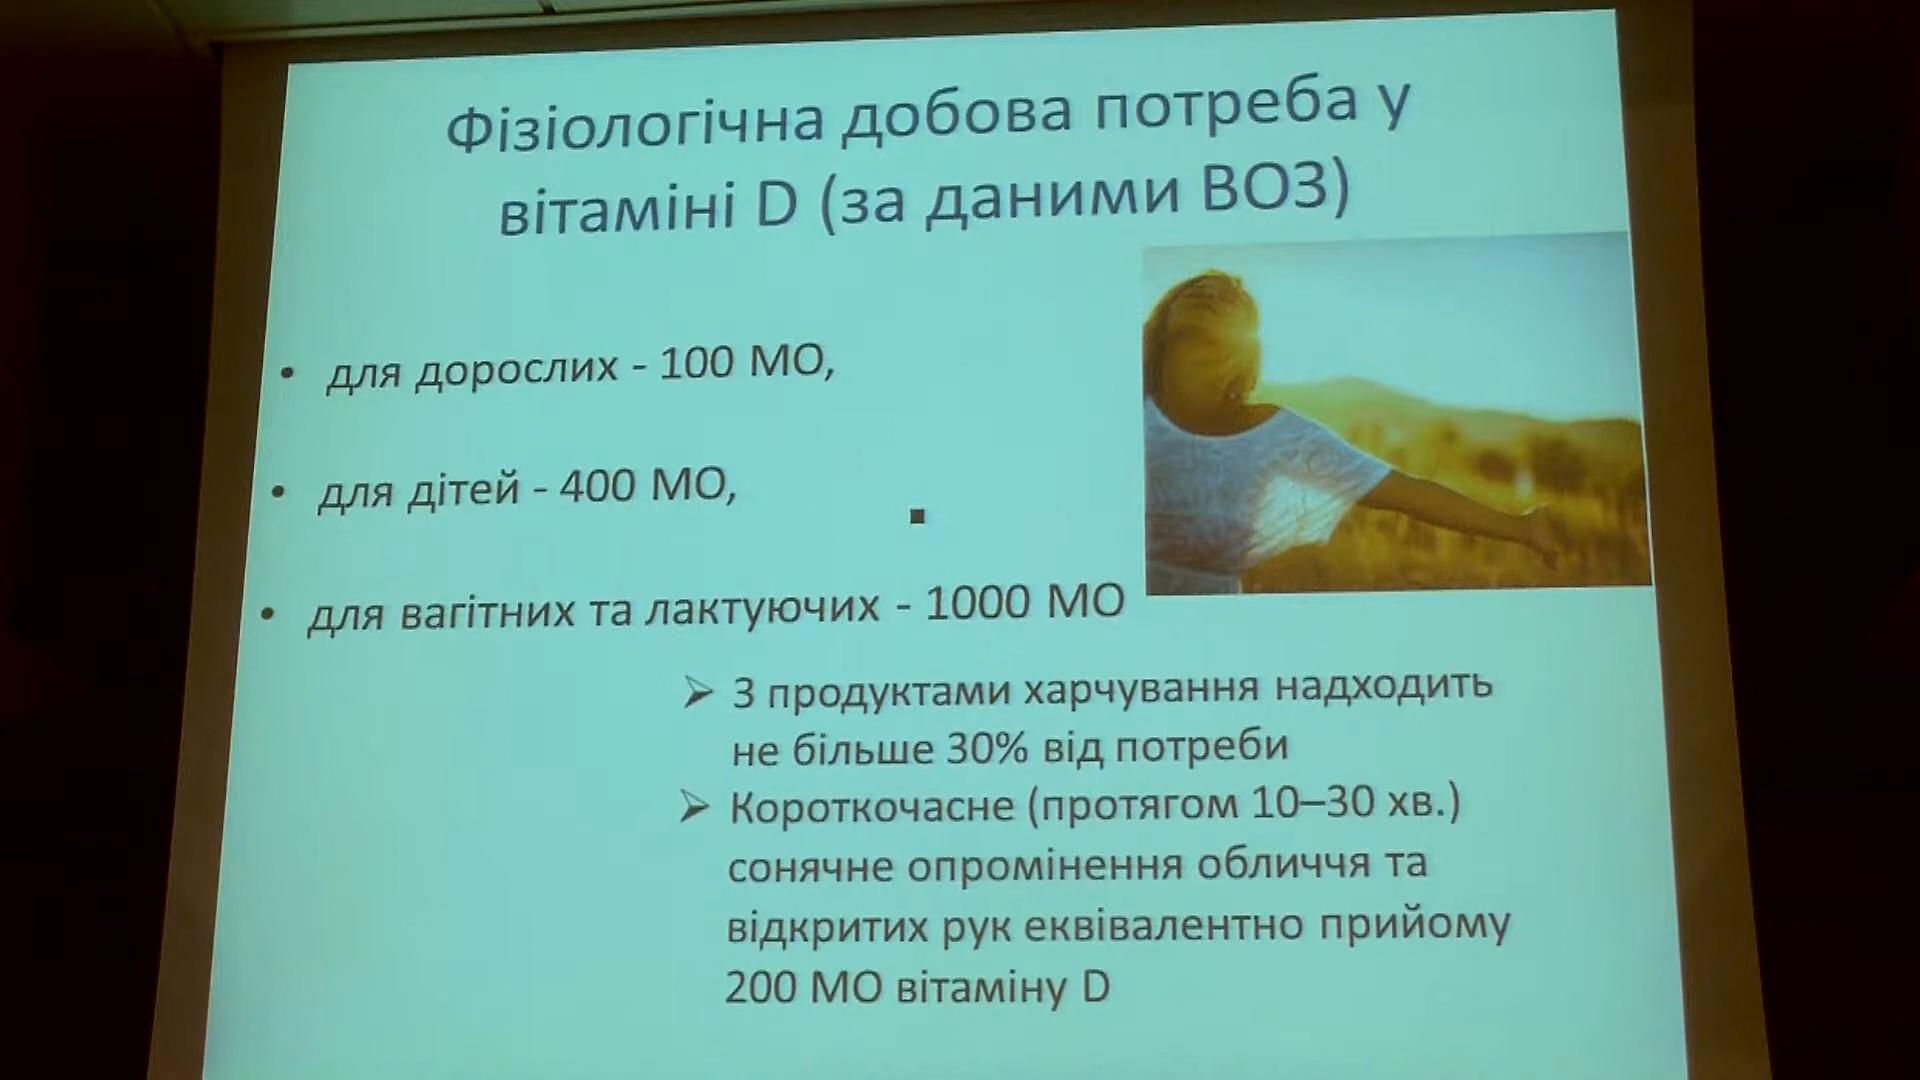 Фізіологічна добова потреба у
вітаміні D (за даними ВОЗ)
• для дорослих - 100 МО,
• для дітей - 400 МО,
• для вагітних та лактуючих - 1000 МО
➢ З продуктами харчування надходить
не більше 30% від потреби
➢ Короткочасне (протягом 10–30 хв.)
сонячне опромінення обличчя та
відкритих рук еквівалентно прийому
200 МО вітаміну D